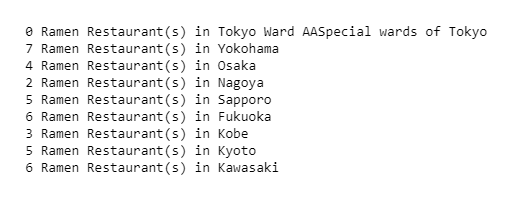 0 Ramen Restaurant(s) in Tokyo Ward AASpecial wards of Tokyo
7 Ramen Restaurant(s) in Yokohama
4 Ramen Restaurant(s) in Osaka
2 Ramen Restaurant(s) in Nagoya
5 Ramen Restaurant(s) in Sapporo
6 Ramen Restaurant(s) in Fukuoka
3 Ramen Restaurant(s) in Kobe
5 Ramen Restaurant(s) in Kyoto
6 Ramen Restaurant(s) in Kawasaki